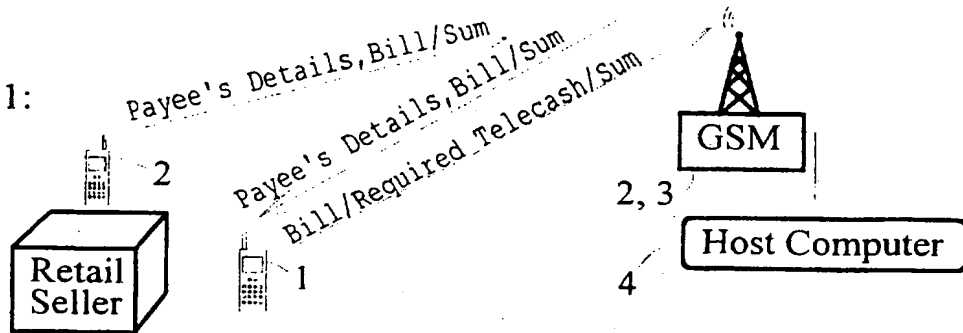 1:
Payee's Details,Bill/Sum
Payee's Details,Bill/Sum
Bill/Required Telecash/Sum
GSM
2
2, 3
Retail
Seller
1
4
Host Computer